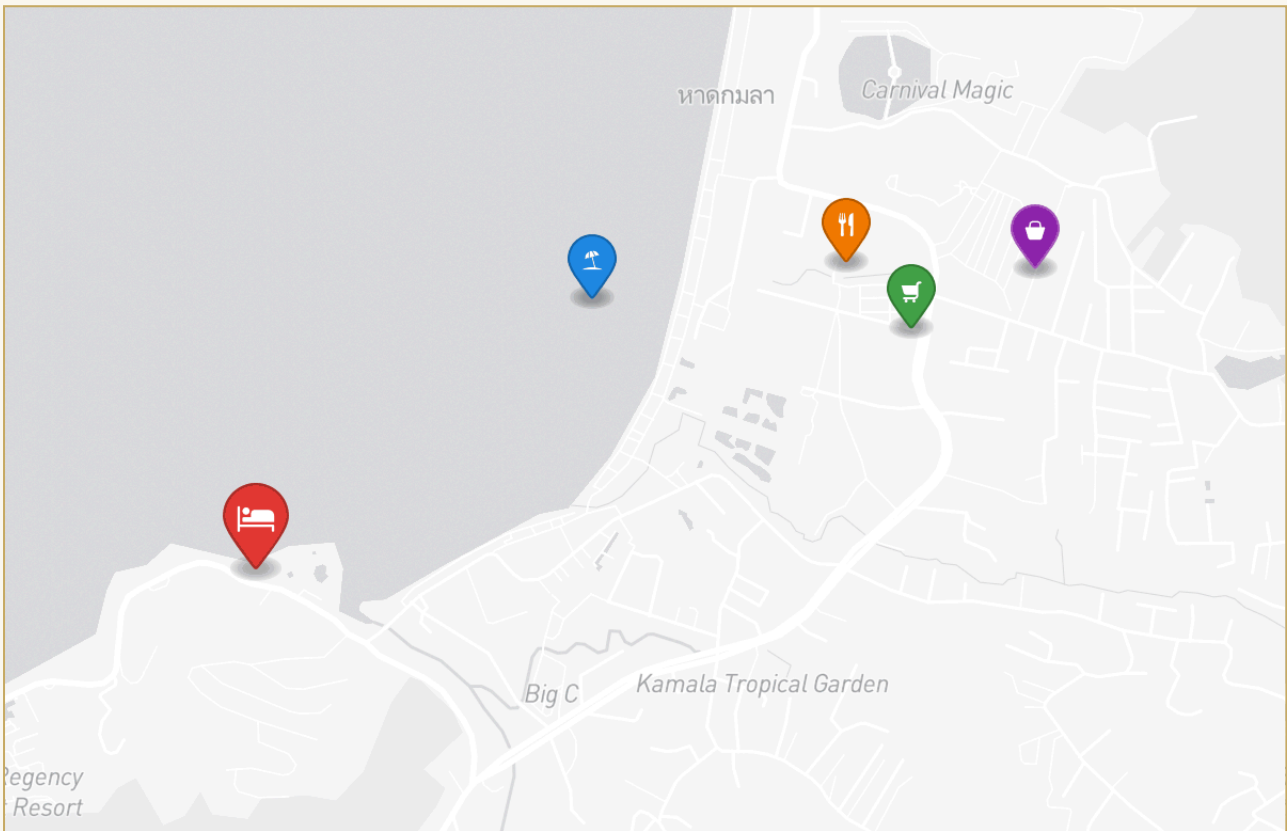 หาดกมลา
Carnival Magic
Big C
Kamala Tropical Garden
Regency
Resort